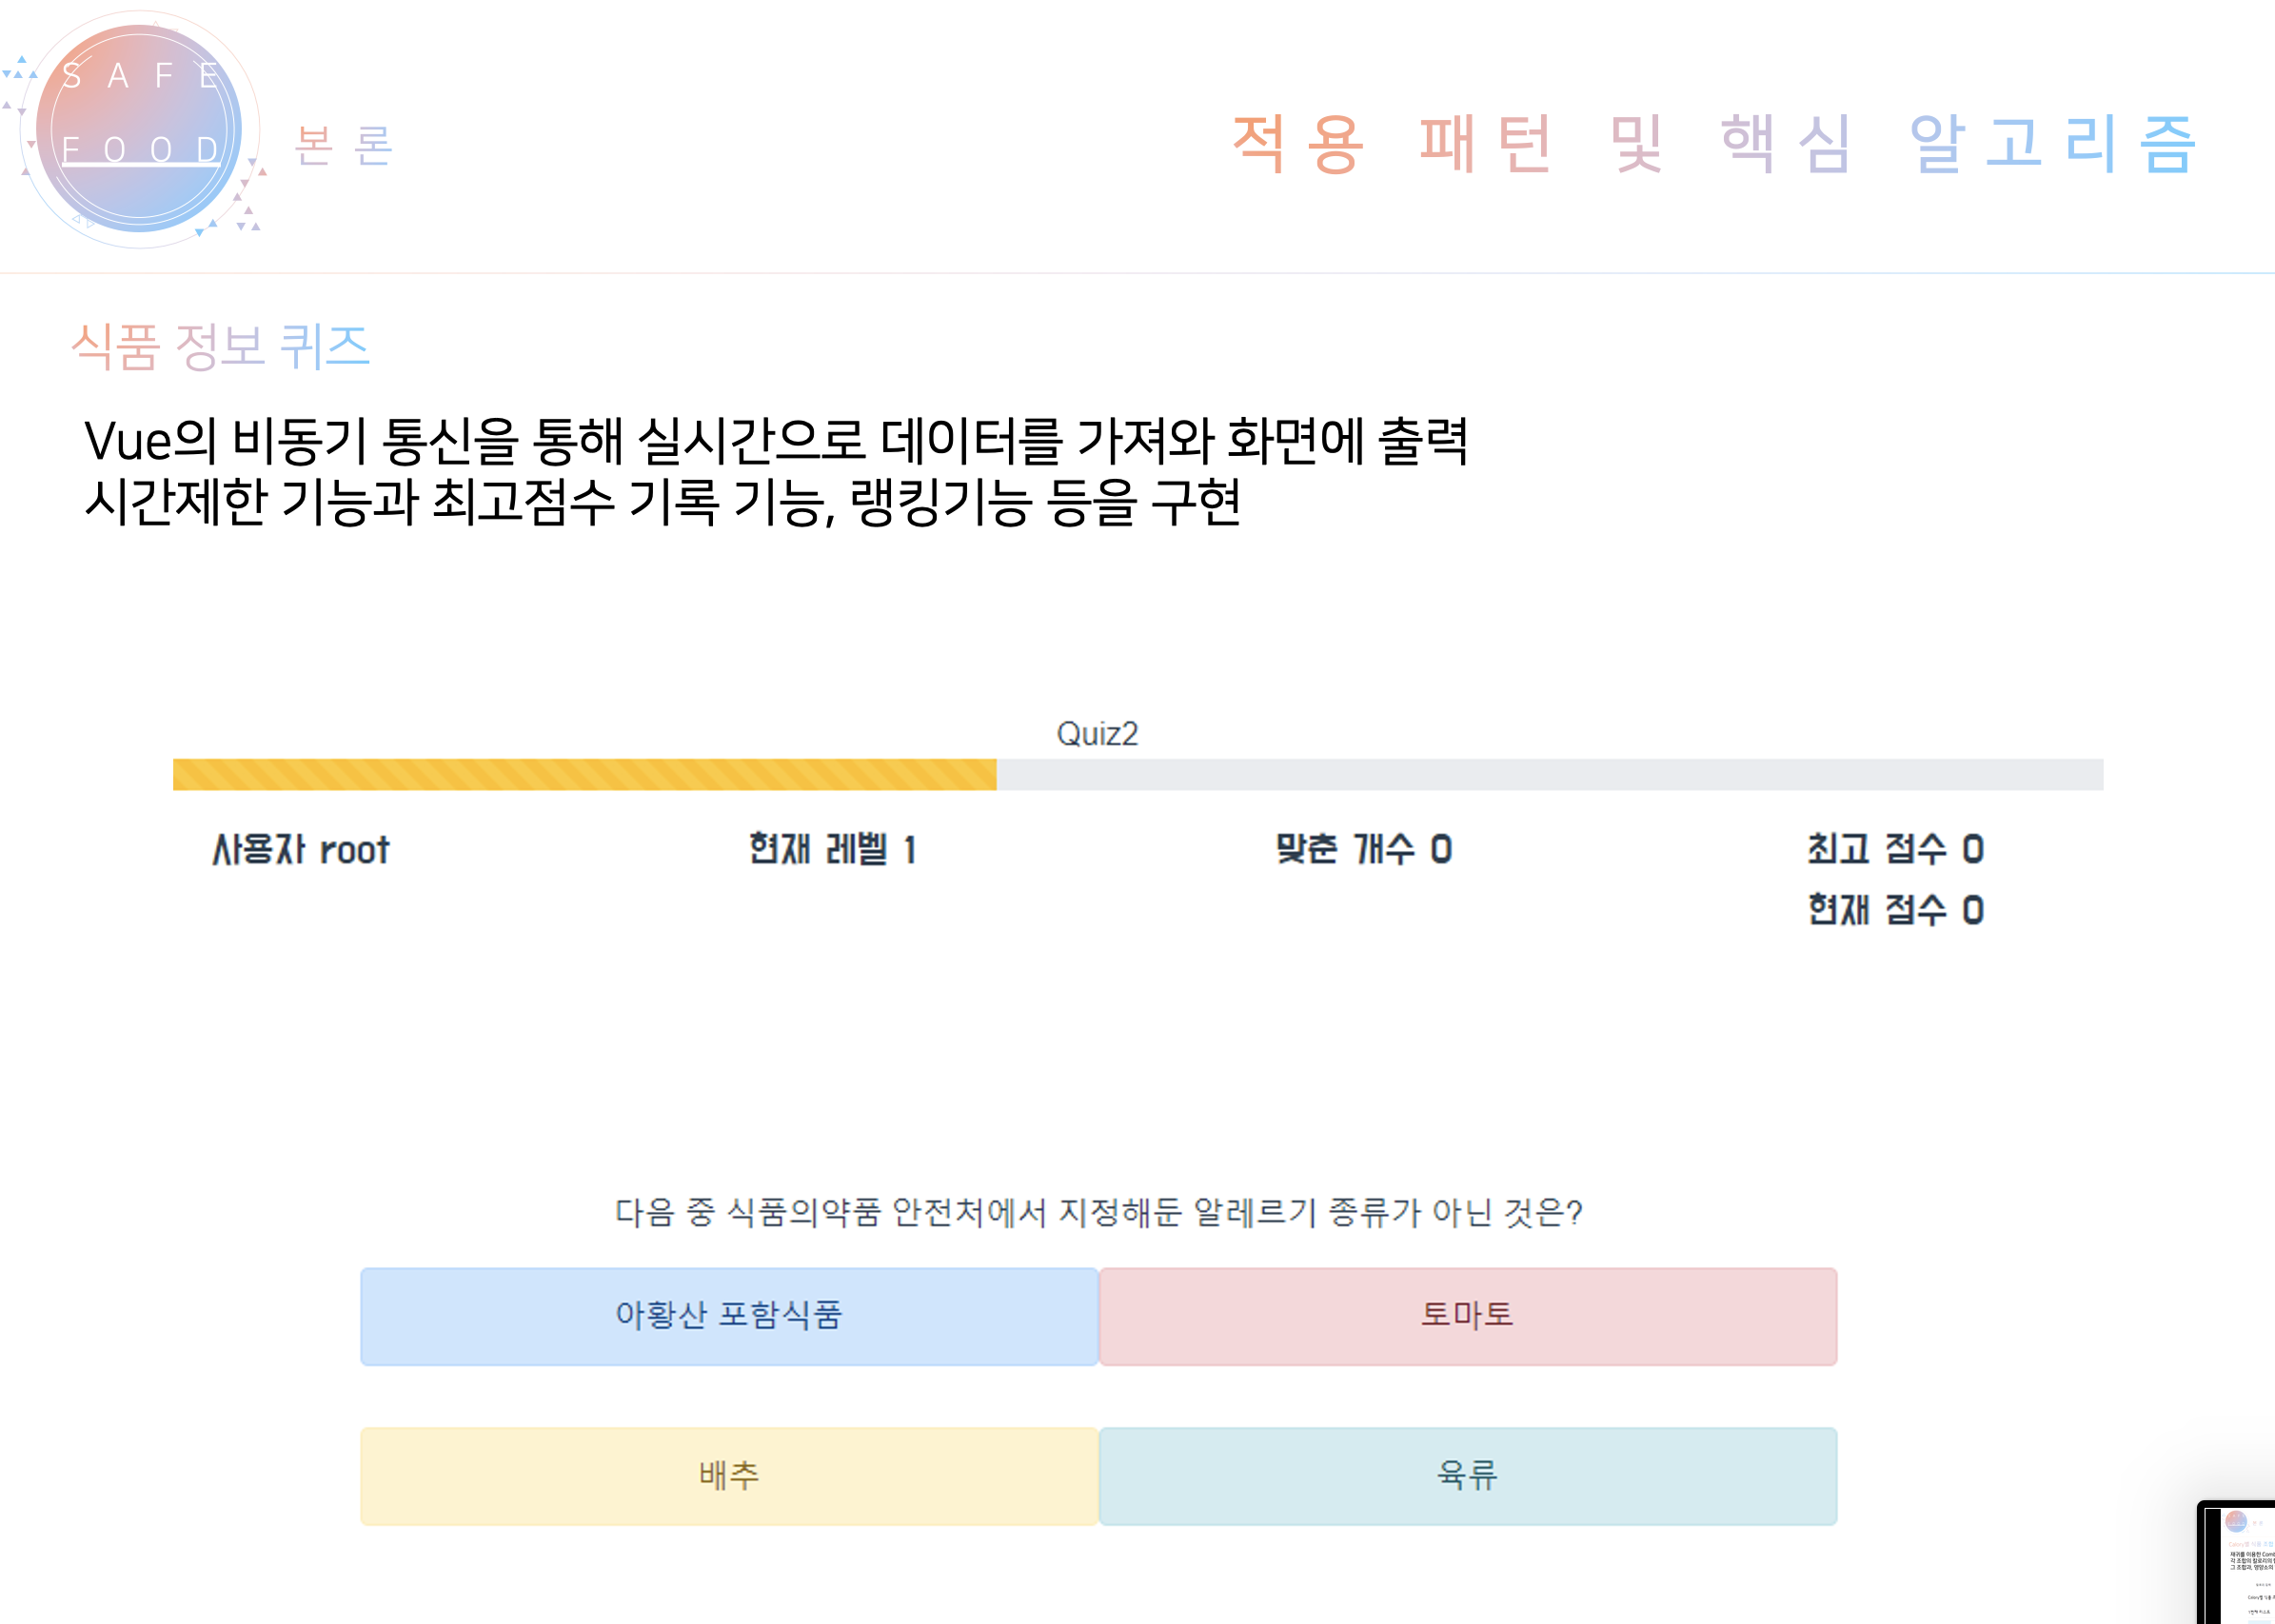 SAFE
FOOD
본론
적용 패턴 및 핵심 알고리즘
식품 정보 퀴즈
Vue의 비동기 통신을 통해 실시간으로 데이터를 가져와 화면에 출력
시간제한 기능과 최고점수 기록 기능, 랭킹기능 등을 구현
Quiz2
사용자 root
현재 레벨 1
맞춘 개수 0
최고 점수 0
현재 점수 0
다음 중 식품의약품 안전처에서 지정해둔 알레르기 종류가 아닌 것은?
아황산 포함식품
토마토
배추
육류